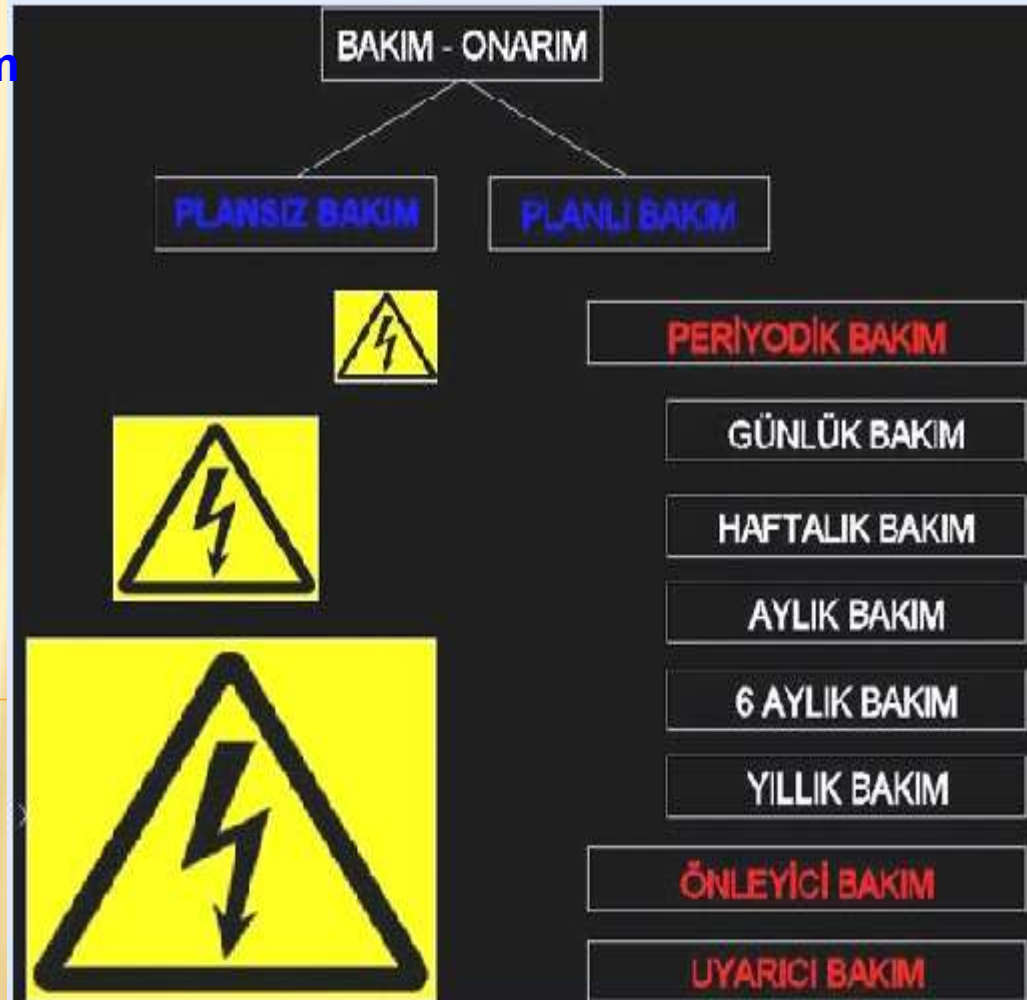 BAKIM - ONARIM
PLANSIZ BAKIM
PLANLI BAKIM
PERİYODİK BAKIM
GÜNLÜK BAKIM
HAFTALIK BAKIM
AYLIK BAKIM
6 AYLIK BAKIM
YILLIK BAKIM
ÖNLEYİCİ BAKIM
UYARICI BAKIM